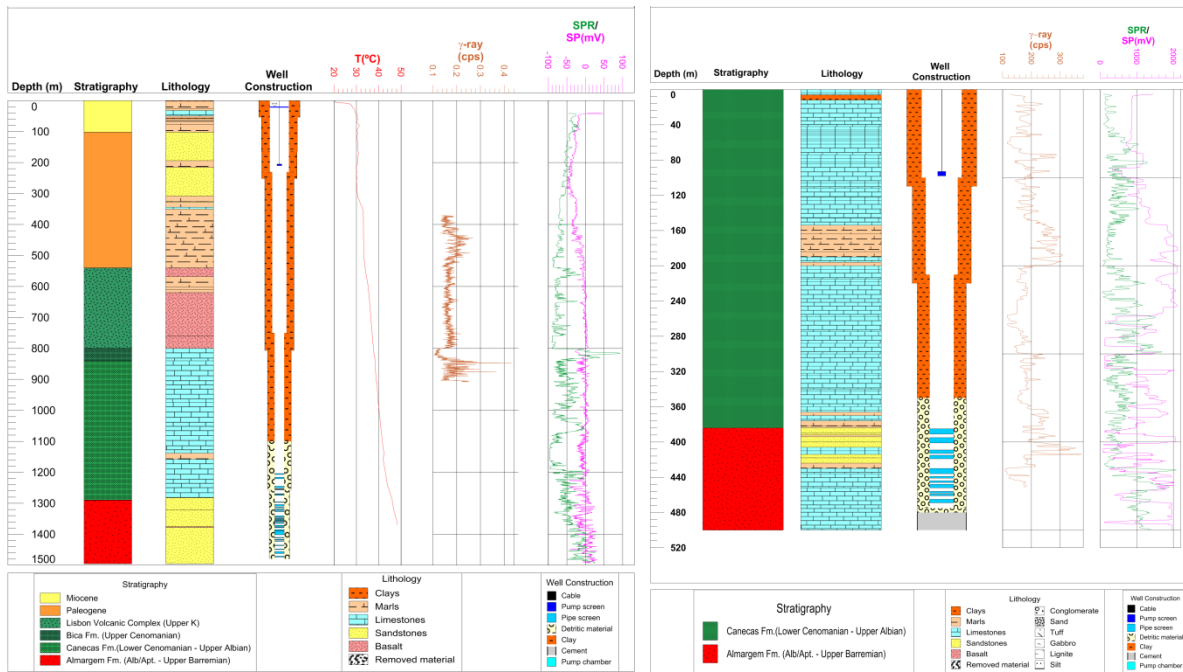 SPR/
SP(mV)
γ-ray
(cps)
T(ºC)
Well
Construction
Depth (m) Stratigraphy Lithology
20 30 40 50
0.1 0.2 0.3 0.4
-100 -50 0 50 100
0
100
200
300
400
500
600
700
800
900
1000
1100
1200
1300
1400
1500
Stratigraphy
Miocene
Paleogene
Lisbon Volcanic Complex (Upper K)
Bica Fm. (Upper Cenomanian)
Canecas Fm.(Lower Cenomanian - Upper Albian)
Almargem Fm. (Alb/Apt. - Upper Barremian)
Lithology
Clays
Marls
Limestones
Sandstones
Basalt
Removed material
Well Construction
Cable
Pump screen
Pipe screen
Detritic material
Clay
Cement
Pump chamber
SPR/
SP(mV)
γ-ray
(cps)
Well
Construction
Depth (m) Stratigraphy Lithology
100 200 300
0 1000 2000
0
40
80
120
160
200
240
280
320
360
400
440
480
520
Stratigraphy
Canecas Fm.(Lower Cenomanian - Upper Albian)
Almargem Fm. (Alb/Apt. - Upper Barremian)
Lithology
Clays
Marls
Limestones
Sandstones
Basalt
Removed material
Conglomerate
Sand
Tuff
Gabbro
Lignite
Silt
Well Construction
Cable
Pump screen
Pipe screen
Detritic material
Clay
Cement
Pump chamber